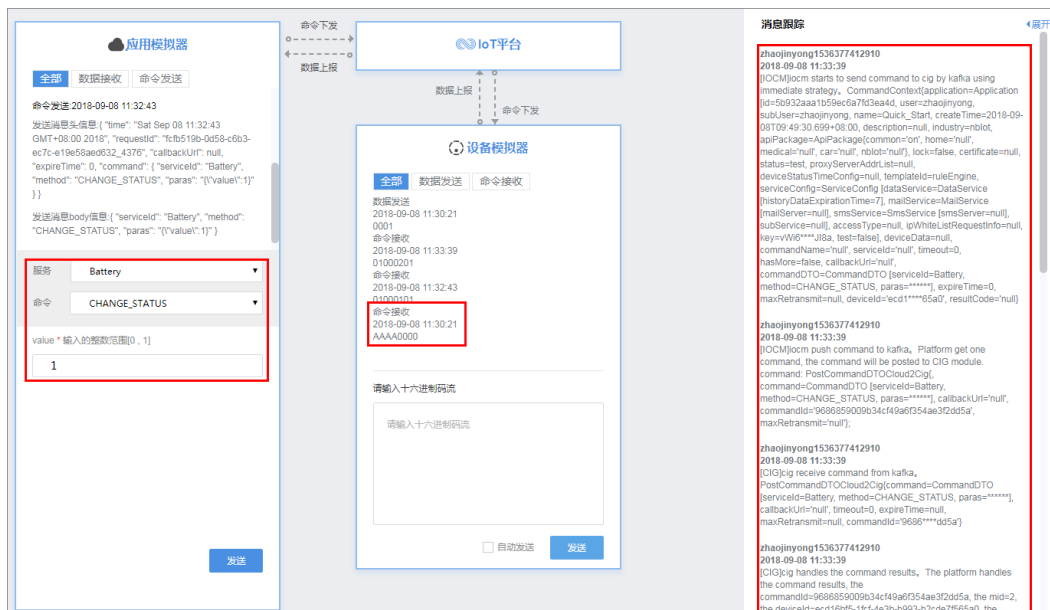 应用模拟器
全部 数据接收 命令发送
命令发送:2018-09-08 11:32:43
发送消息头信息:{ "time": "Sat Sep 08 11:32:43
GMT+08:00 2018", "requestId": "fcfb519b-0d58-c6b3-
ec7c-e19e58aed632_4376", "callbackUrl": null,
"expireTime": 0, "command": { "serviceId": "Battery",
"method": "CHANGE_STATUS", "paras": "{\"value\":1}"
} }
发送消息body信息:{ "serviceId": "Battery", "method":
"CHANGE_STATUS", "paras": "{\"value\":1}" }
服务 Battery
命令 CHANGE_STATUS
value * 输入的整数范围[0 , 1]
1
发送
命令下发
数据上报
IoT平台
数据上报
命令下发
设备模拟器
全部 数据发送 命令接收
数据发送
2018-09-08 11:30:21
0001
命令接收
2018-09-08 11:33:39
01000201
命令接收
2018-09-08 11:32:43
01000101
命令接收
2018-09-08 11:30:21
AAAA0000
请输入十六进制码流
请输入十六进制码流
自动发送 发送
消息跟踪
展开
zhaojinyong1536377412910
2018-09-08 11:33:39
[IOCM]iocm starts to send command to cig by kafka using
immediate strategy。CommandContext{application=Application
[id=5b932aaa1b59ec6a7fd3ea4d, user=zhaojinyong,
subUser=zhaojinyong, name=Quick_Start, createTime=2018-09-
08T09:49:30.699+08:00, description=null, industry=nbIot,
apiPackage=ApiPackage{common='on', home='null',
medical='null', car='null', nbIot='null'}, lock=false, certificate=null,
status=test, proxyServerAddrList=null,
deviceStatusTimeConfig=null, templateId=ruleEngine,
serviceConfig=ServiceConfig [dataService=DataService
[historyDataExpirationTime=7], mailService=MailService
[mailServer=null], smsService=SmsService [smsServer=null],
subService=null], accessType=null, ipWhiteListRequestInfo=null,
key=vWi6****JI8a, test=false], deviceData=null,
commandName='null', serviceId='null', timeout=0,
hasMore=false, callbackUrl='null',
commandDTO=CommandDTO [serviceId=Battery,
method=CHANGE_STATUS, paras=******], expireTime=0,
maxRetransmit=null, deviceId='ecd1****65a0', resultCode='null}
zhaojinyong1536377412910
2018-09-08 11:33:39
[IOCM]iocm push command to kafka。Platform get one
command, the command will be posted to CIG module.
command: PostCommandDTOCloud2Cig{,
command=CommandDTO [serviceId=Battery,
method=CHANGE_STATUS, paras=******], callbackUrl='null',
commandId='9686859009b34cf49a6f354ae3f2dd5a',
maxRetransmit='null'};
zhaojinyong1536377412910
2018-09-08 11:33:39
[CIG]cig receive command from kafka。
PostCommandDTOCloud2Cig{command=CommandDTO
[serviceId=Battery, method=CHANGE_STATUS, paras=******],
callbackUrl='null', timeout=0, expireTime=null,
maxRetransmit=null, commandId='9686****dd5a'}
zhaojinyong1536377412910
2018-09-08 11:33:39
[CIG]cig handles the command results。The platform handles
the command results, the
commandId=9686859009b34cf49a6f354ae3f2dd5a, the mid=2,
the deviceId=ecd16bf5-1fcf-4e3b-b993-b2cde7f565a0, the